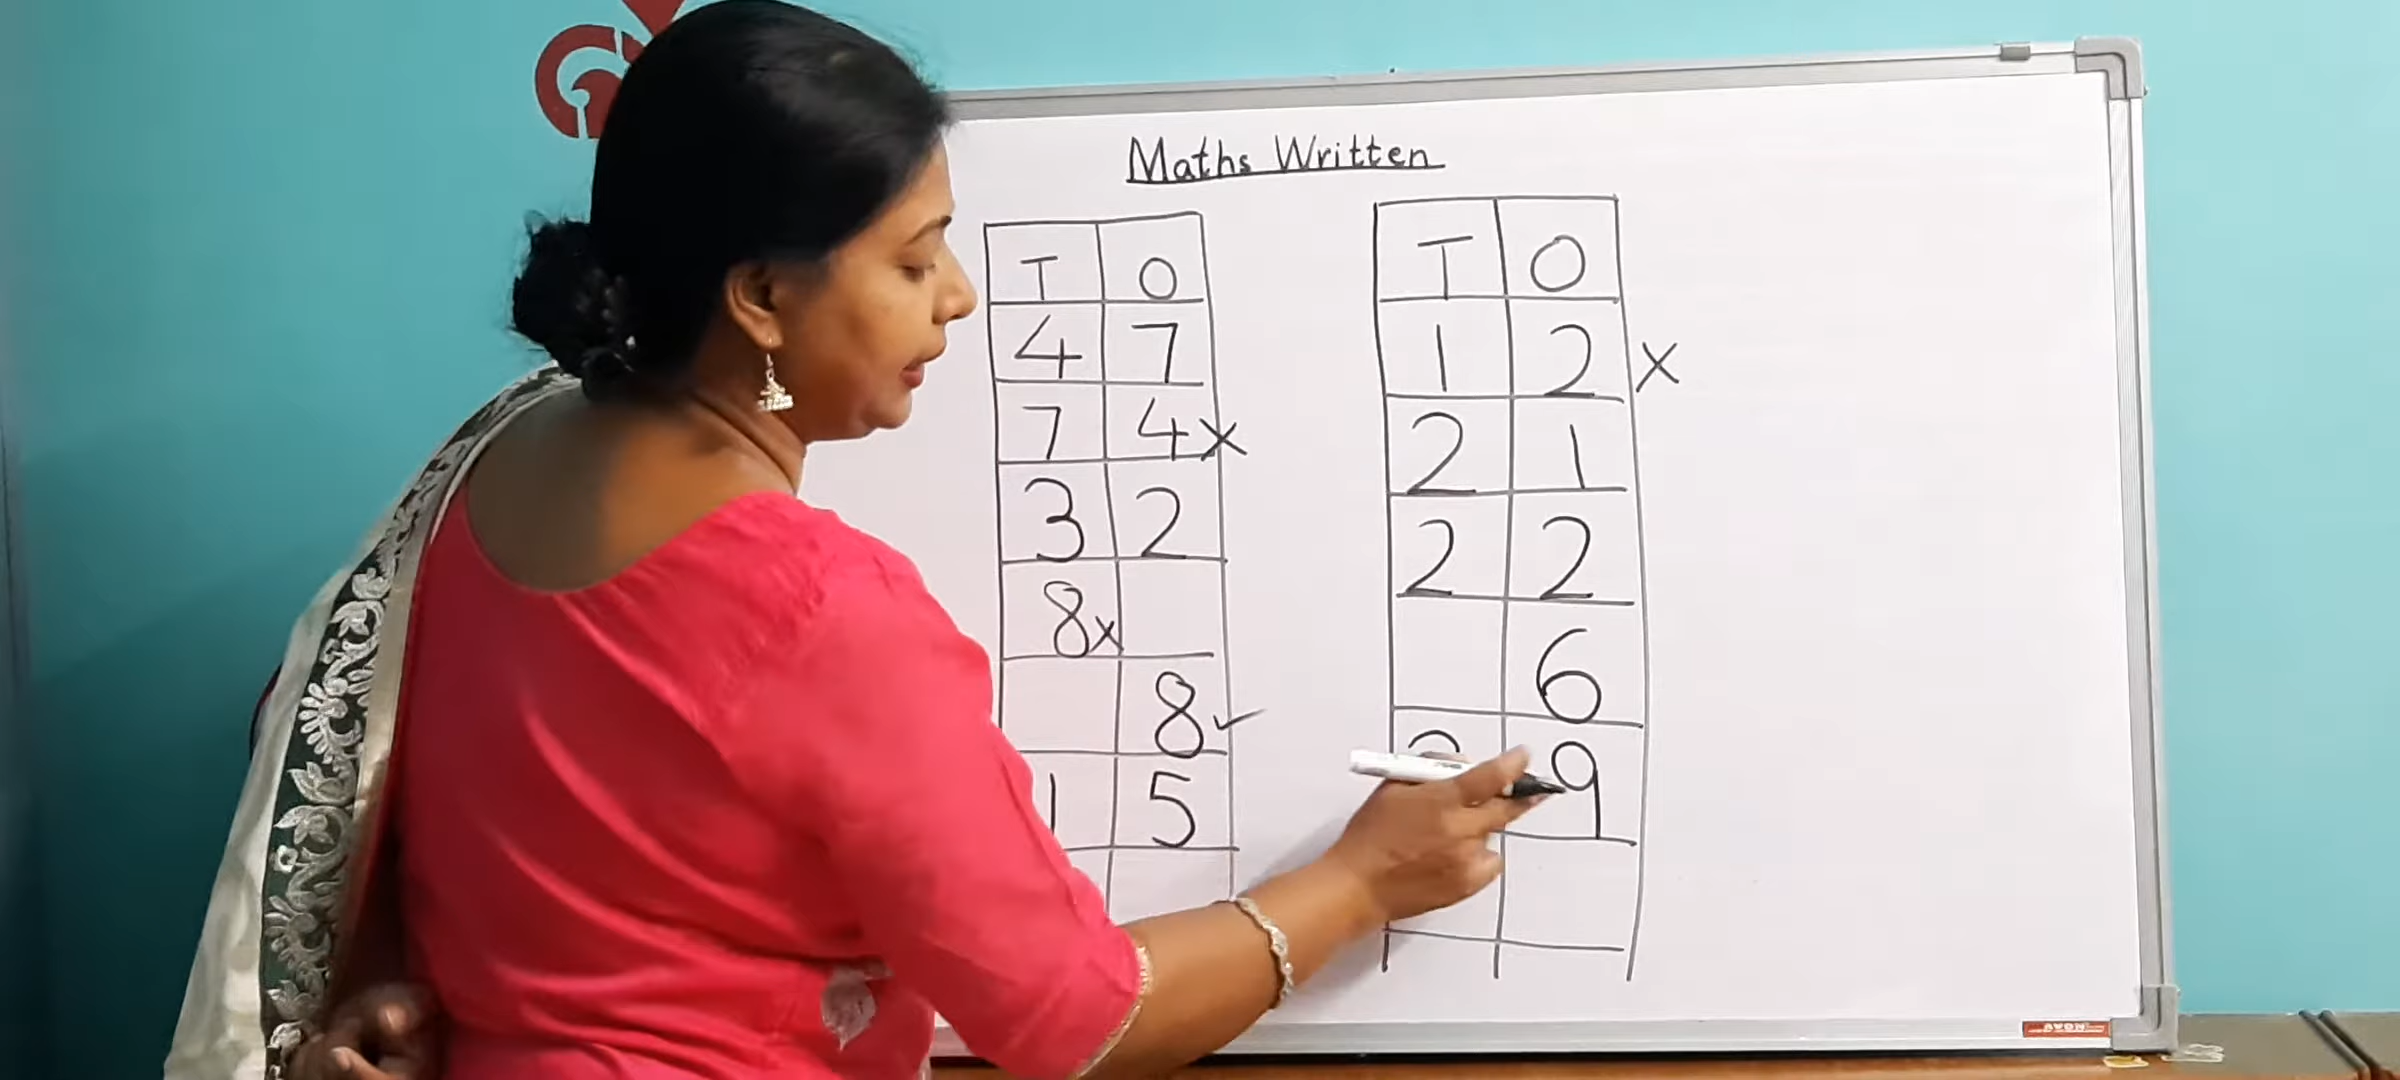 Maths Written
T O
4 7
7 4 x
3 2
8 x
8 ✓
1 5
T O
1 2 x
2 1
2 2
6
9
AVON